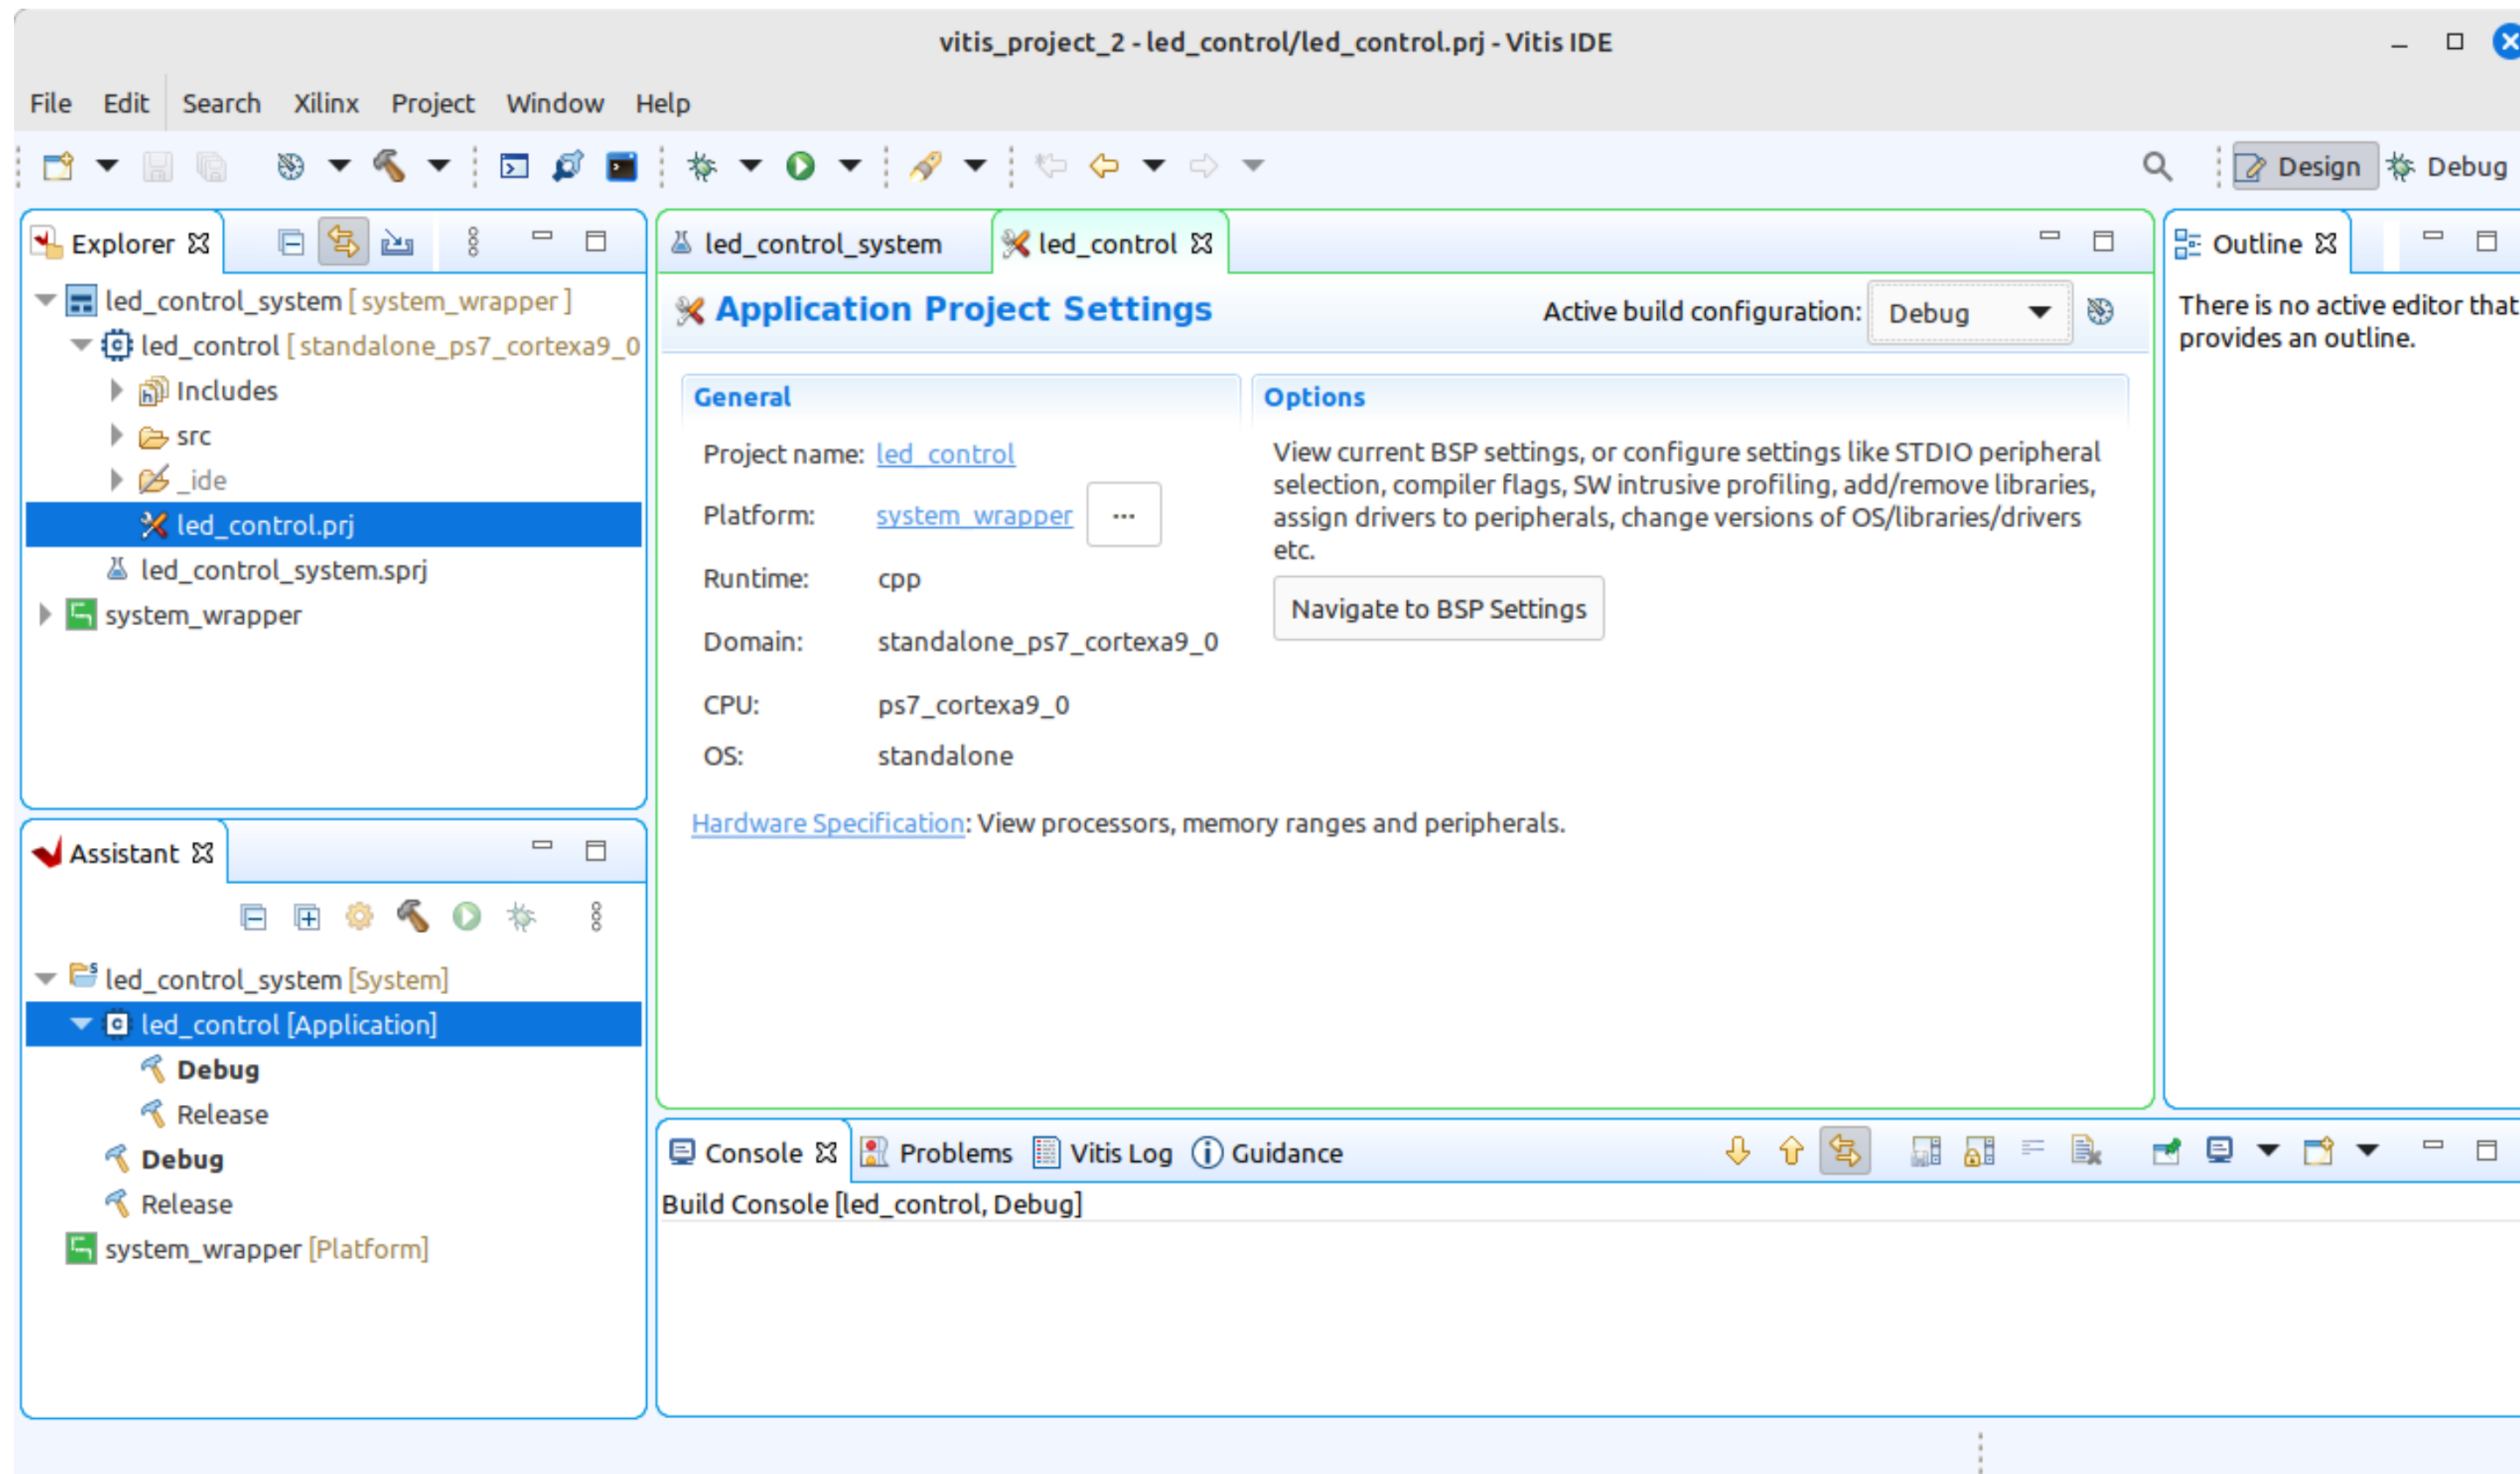 vitis_project_2 - led_control/led_control.prj - Vitis IDE
File Edit Search Xilinx Project Window Help
Design Debug
Explorer
led_control_system [ system_wrapper ]
led_control [ standalone_ps7_cortexa9_0
Includes
src
_ide
led_control.prj
led_control_system.sprj
system_wrapper
Assistant
led_control_system [System]
led_control [Application]
Debug
Release
Debug
Release
system_wrapper [Platform]
led_control_system led_control
Application Project Settings
Active build configuration: Debug
General
Project name: led_control
Platform: system_wrapper ...
Runtime: cpp
Domain: standalone_ps7_cortexa9_0
CPU: ps7_cortexa9_0
OS: standalone
Hardware Specification: View processors, memory ranges and peripherals.
Options
View current BSP settings, or configure settings like STDIO peripheral
selection, compiler flags, SW intrusive profiling, add/remove libraries,
assign drivers to peripherals, change versions of OS/libraries/drivers
etc.
Navigate to BSP Settings
Outline
There is no active editor that
provides an outline.
Console Problems Vitis Log Guidance
Build Console [led_control, Debug]